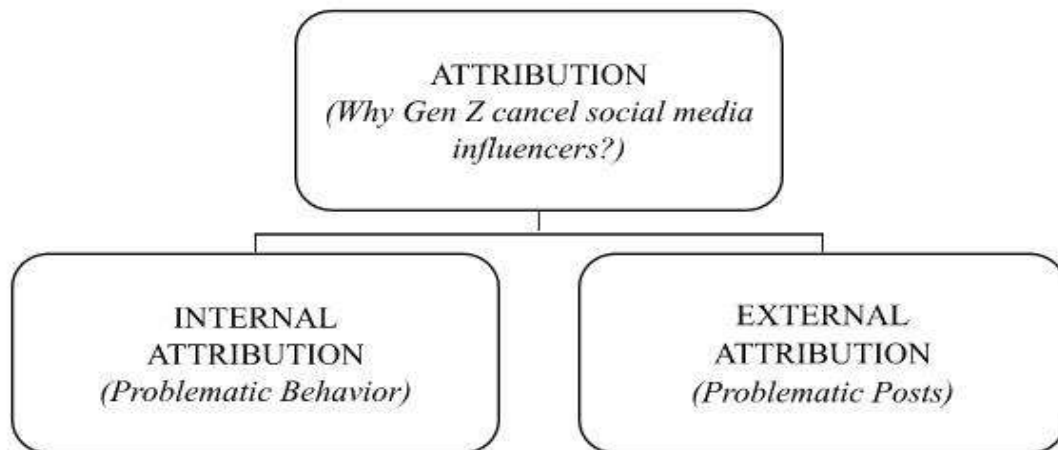 ATTRIBUTION
(Why Gen Z cancel social media
influencers?)
INTERNAL
ATTRIBUTION
(Problematic Behavior)
EXTERNAL
ATTRIBUTION
(Problematic Posts)